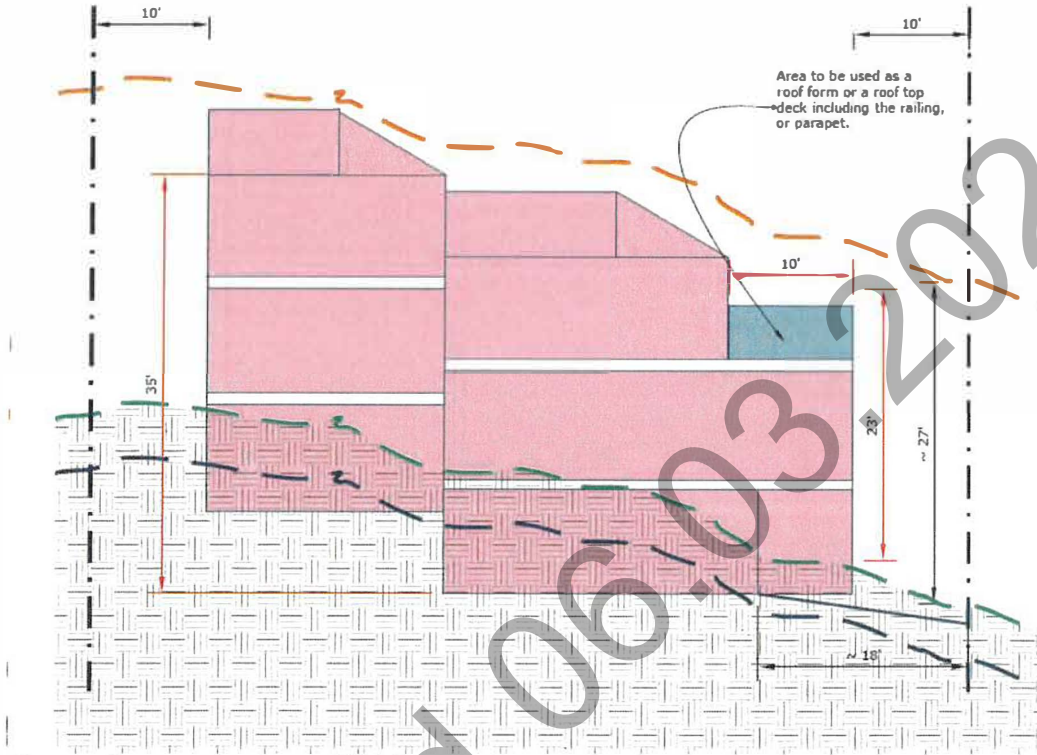 10'
10'
Area to be used as a
roof form or a roof top
deck including the railing,
or parapet.
10'
35'
23'
~ 27'
~ 18'
d 06.03.202